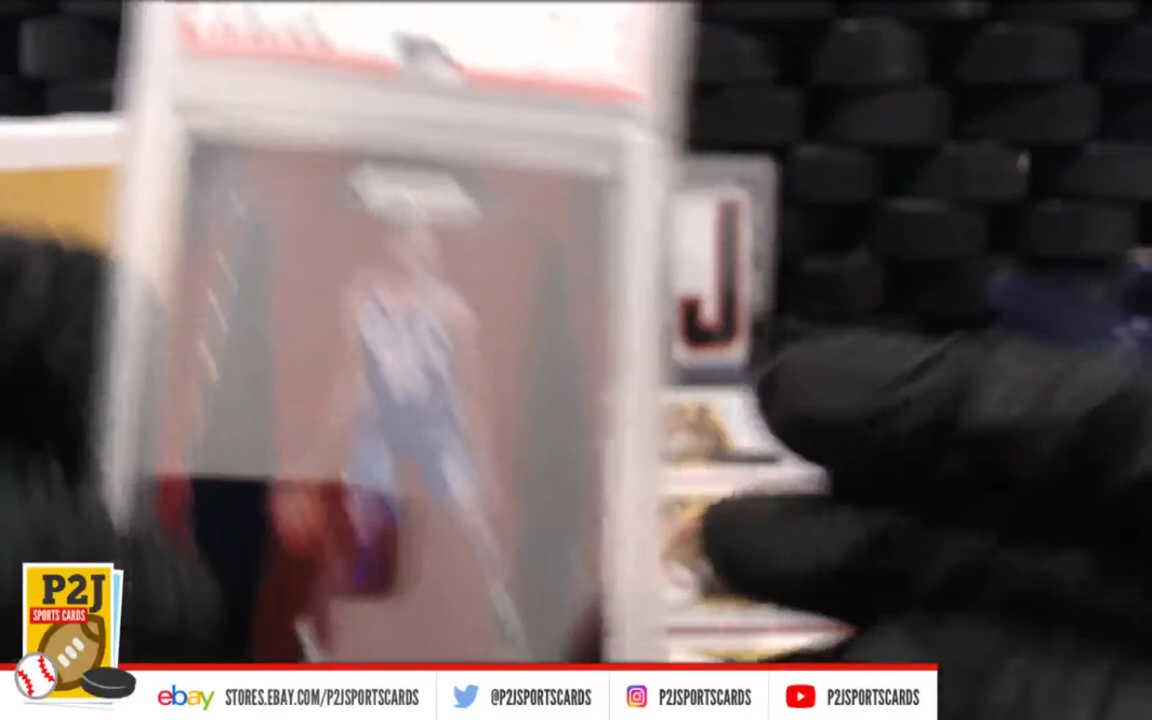 J
P2J
SPORTS CARDS
ebay STORES.EBAY.COM/P2JSPORTSCARDS
@P2JSPORTSCARDS
P2JSPORTSCARDS
P2JSPORTSCARDS